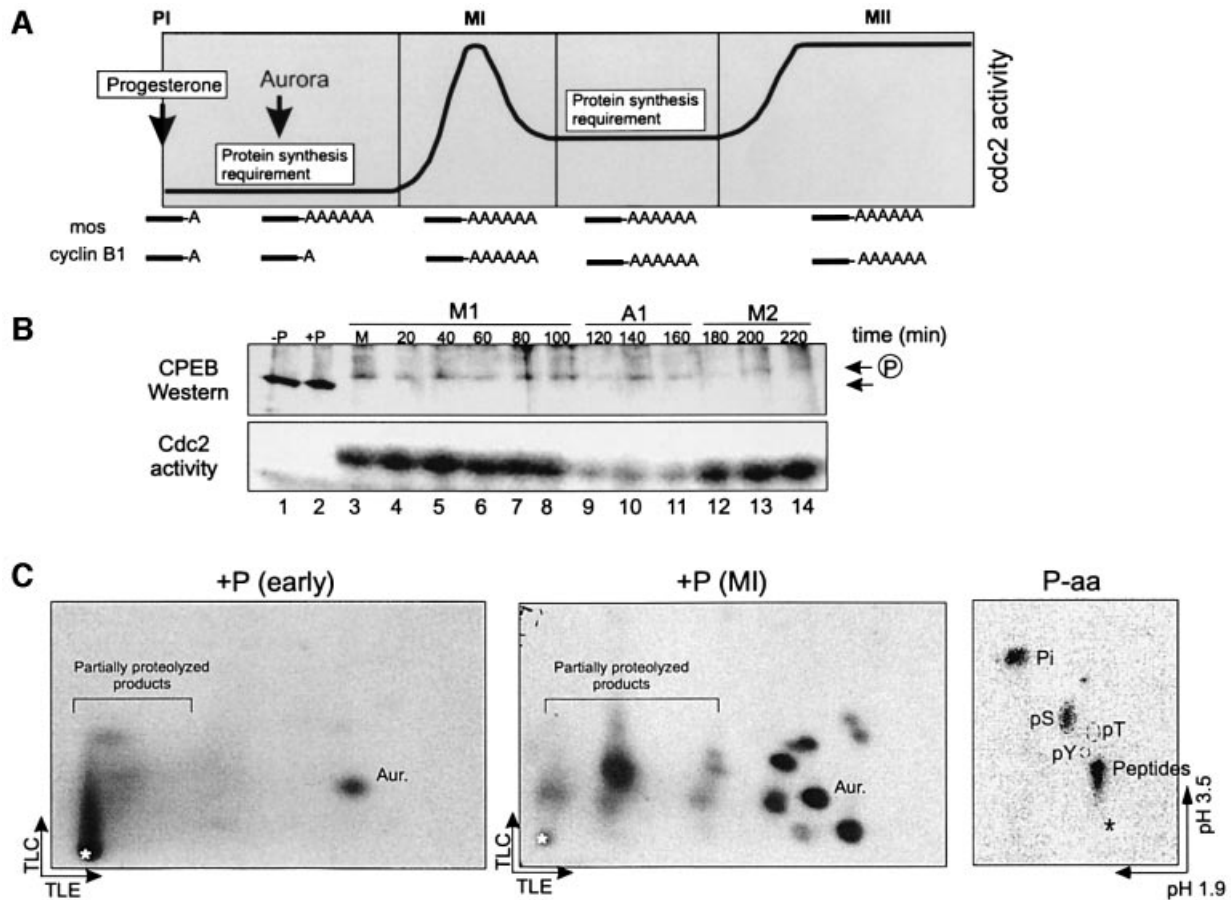 A
PI
MI
MII
Progesterone
Aurora
Protein synthesis
requirement
Protein synthesis
requirement
cdc2 activity
mos
-A
-AAAAAA
-AAAAAA
-AAAAAA
-AAAAAA
cyclin B1
-A
-A
-AAAAAA
-AAAAAA
-AAAAAA
B
M1
A1
M2
-P +P M 20 40 60 80 100 120 140 160 180 200 220 time (min)
CPEB
Western
P
Cdc2
activity
1 2 3 4 5 6 7 8 9 10 11 12 13 14
C
+P (early)
Partially proteolyzed
products
Aur.
*
TLC
TLE
+P (MI)
Partially proteolyzed
products
Aur.
*
TLC
TLE
P-aa
Pi
pS
pT
pY
Peptides
*
pH 3.5
pH 1.9